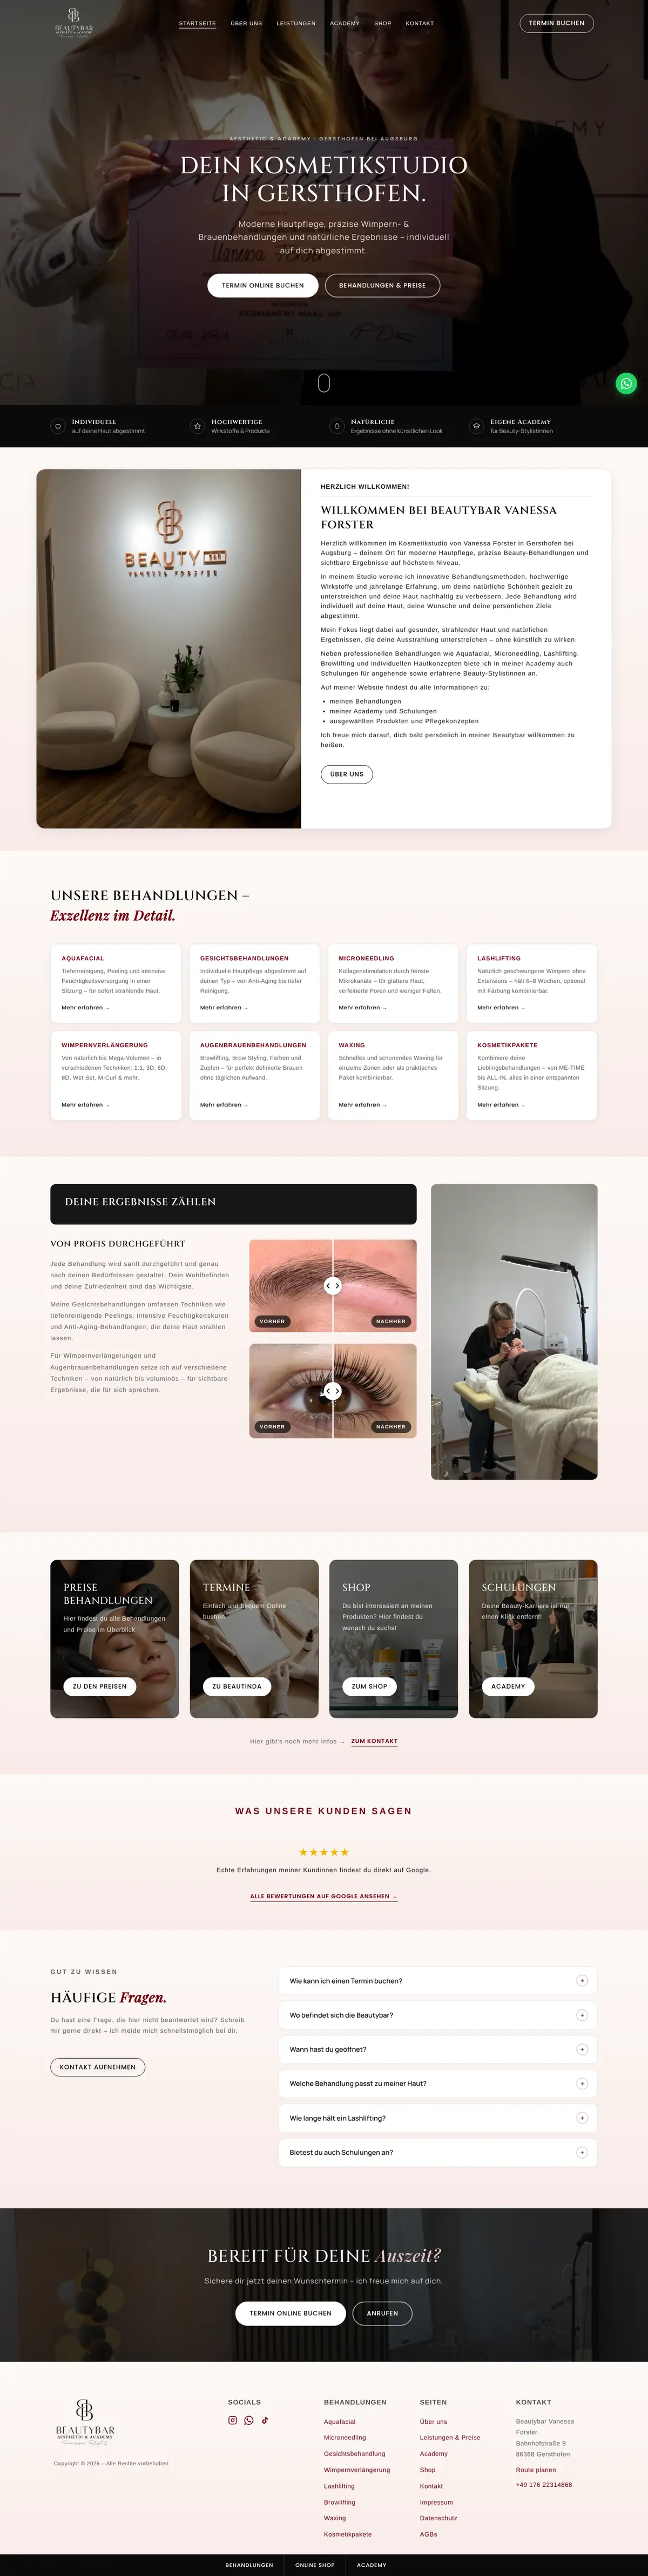 BEAUTYBAR
AESTHETIC & ACADEMY
STARTSEITE ÜBER UNS LEISTUNGEN ACADEMY SHOP KONTAKT
TERMIN BUCHEN
AESTHETIC & ACADEMY · GERSTHOFEN BEI AUGSBURG
DEIN KOSMETIKSTUDIO
IN GERSTHOFEN.
Moderne Hautpflege, präzise Wimpern- &
Brauenbehandlungen und natürliche Ergebnisse – individuell
auf dich abgestimmt.
TERMIN ONLINE BUCHEN
BEHANDLUNGEN & PREISE
PERMANENT MAKE-UP
INDIVIDUELL
auf deine Haut abgestimmt
HOCHWERTIGE
Wirkstoffe & Produkte
NATÜRLICHE
Ergebnisse ohne künstlichen Look
EIGENE ACADEMY
für Beauty-Stylistinnen
BEAUTYBAR
VANESSA FORSTER
HERZLICH WILLKOMMEN!
WILLKOMMEN BEI BEAUTYBAR VANESSA
FORSTER
Herzlich willkommen im Kosmetikstudio von Vanessa Forster in Gersthofen bei
Augsburg – deinem Ort für moderne Hautpflege, präzise Beauty-Behandlungen und
sichtbare Ergebnisse auf höchstem Niveau.
In meinem Studio vereine ich innovative Behandlungsmethoden, hochwertige
Wirkstoffe und jahrelange Erfahrung, um deine natürliche Schönheit gezielt zu
unterstreichen und deine Haut nachhaltig zu verbessern. Jede Behandlung wird
individuell auf deine Haut, deine Wünsche und deine persönlichen Ziele
abgestimmt.
Mein Fokus liegt dabei auf gesunder, strahlender Haut und natürlichen
Ergebnissen, die deine Ausstrahlung unterstreichen – ohne künstlich zu wirken.
Neben professionellen Behandlungen wie Aquafacial, Microneedling, Lashlifting,
Browlifting und individuellen Hautkonzepten biete ich in meiner Academy auch
Schulungen für angehende sowie erfahrene Beauty-Stylistinnen an.
Auf meiner Website findest du alle Informationen zu:
• meinen Behandlungen
• meiner Academy und Schulungen
• ausgewählten Produkten und Pflegekonzepten
Ich freue mich darauf, dich bald persönlich in meiner Beautybar willkommen zu
heißen.
ÜBER UNS
UNSERE BEHANDLUNGEN –
Exzellenz im Detail.
AQUAFACIAL
Tiefenreinigung, Peeling und intensive
Feuchtigkeitsversorgung in einer
Sitzung – für sofort strahlende Haut.
Mehr erfahren →
GESICHTSBEHANDLUNGEN
Individuelle Hautpflege abgestimmt auf
deinen Typ – von Anti-Aging bis tiefer
Reinigung.
Mehr erfahren →
MICRONEEDLING
Kollagenstimulation durch feinste
Mikrokanäle – für glattere Haut,
verfeinerte Poren und weniger Falten.
Mehr erfahren →
LASHLIFTING
Natürlich geschwungene Wimpern ohne
Extensions – hält 6–8 Wochen, optional
mit Färbung kombinierbar.
Mehr erfahren →
WIMPERNVERLÄNGERUNG
Von natürlich bis Mega-Volumen – in
verschiedenen Techniken: 1:1, 3D, 6D,
8D, Wet Set, M-Curl & mehr.
Mehr erfahren →
AUGENBRAUENBEHANDLUNGEN
Browlifting, Brow Styling, Färben und
Zupfen – für perfekt definierte Brauen
ohne täglichen Aufwand.
Mehr erfahren →
WAXING
Schnelles und schonendes Waxing für
einzelne Zonen oder als praktisches
Paket kombinierbar.
Mehr erfahren →
KOSMETIKPAKETE
Kombiniere deine
Lieblingsbehandlungen – von ME-TIME
bis ALL-IN, alles in einer entspannten
Sitzung.
Mehr erfahren →
DEINE ERGEBNISSE ZÄHLEN
VON PROFIS DURCHGEFÜHRT
Jede Behandlung wird sanft durchgeführt und genau
nach deinen Bedürfnissen gestaltet. Dein Wohlbefinden
und deine Zufriedenheit sind das Wichtigste.
Meine Gesichtsbehandlungen umfassen Techniken wie
tiefenreinigende Peelings, intensive Feuchtigkeitskuren
und Anti-Aging-Behandlungen, die deine Haut strahlen
lassen.
Für Wimpernverlängerungen und
Augenbrauenbehandlungen setze ich auf verschiedene
Techniken – von natürlich bis voluminös – für sichtbare
Ergebnisse, die für sich sprechen.
VORHER NACHHER
VORHER NACHHER
PREISE
BEHANDLUNGEN
Hier findest du alle Behandlungen
und Preise im Überblick
ZU DEN PREISEN
TERMINE
Einfach und bequem Online
buchen
ZU BEAUTINDA
SHOP
Du bist interessiert an meinen
Produkten? Hier findest du
wonach du suchst
ZUM SHOP
SCHULUNGEN
Deine Beauty-Karriere ist nur
einen Klick entfernt!
ACADEMY
Hier gibt's noch mehr Infos → ZUM KONTAKT
WAS UNSERE KUNDEN SAGEN
★★★★★
Echte Erfahrungen meiner Kundinnen findest du direkt auf Google.
ALLE BEWERTUNGEN AUF GOOGLE ANSEHEN →
GUT ZU WISSEN
HÄUFIGE Fragen.
Du hast eine Frage, die hier nicht beantwortet wird? Schreib
mir gerne direkt – ich melde mich schnellstmöglich bei dir.
KONTAKT AUFNEHMEN
Wie kann ich einen Termin buchen? +
Wo befindet sich die Beautybar? +
Wann hast du geöffnet? +
Welche Behandlung passt zu meiner Haut? +
Wie lange hält ein Lashlifting? +
Bietest du auch Schulungen an? +
BEREIT FÜR DEINE Auszeit?
Sichere dir jetzt deinen Wunschtermin – ich freue mich auf dich.
TERMIN ONLINE BUCHEN
ANRUFEN
BEAUTYBAR
AESTHETIC & ACADEMY
Copyright © 2026 – Alle Rechte vorbehalten
SOCIALS
BEHANDLUNGEN
Aquafacial
Microneedling
Gesichtsbehandlung
Wimpernverlängerung
Lashlifting
Browlifting
Waxing
Kosmetikpakete
SEITEN
Über uns
Leistungen & Preise
Academy
Shop
Kontakt
Impressum
Datenschutz
AGBs
KONTAKT
Beautybar Vanessa
Forster
Bahnhofstraße 9
86368 Gersthofen
Route planen
+49 176 22314868
BEHANDLUNGEN ONLINE SHOP ACADEMY